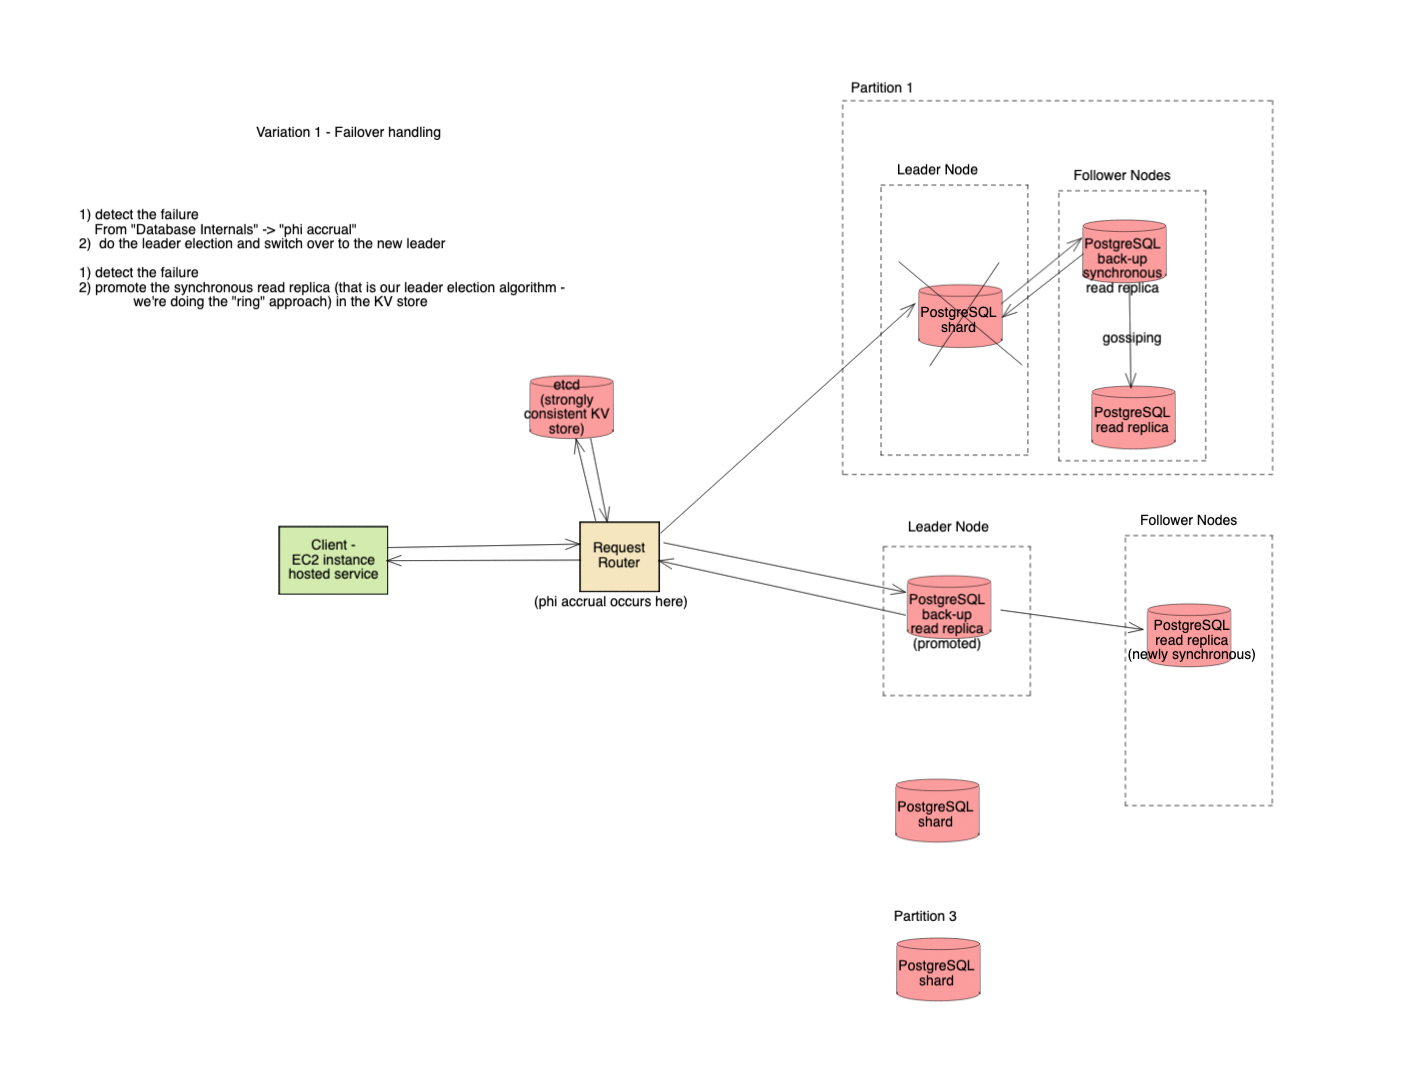 Partition 1
Variation 1 - Failover handling
Leader Node
Follower Nodes
1) detect the failure
From "Database Internals" -> "phi accrual"
2)  do the leader election and switch over to the new leader
1) detect the failure
2) promote the synchronous read replica (that is our leader election algorithm -
we're doing the "ring" approach) in the KV store
PostgreSQL
back-up
synchronous
read replica
PostgreSQL
shard
gossiping
PostgreSQL
read replica
etcd
(strongly
consistent KV
store)
Client -
EC2 instance
hosted service
Request
Router
(phi accrual occurs here)
Leader Node
Follower Nodes
PostgreSQL
back-up
read replica
(promoted)
PostgreSQL
read replica
(newly synchronous)
PostgreSQL
shard
Partition 3
PostgreSQL
shard